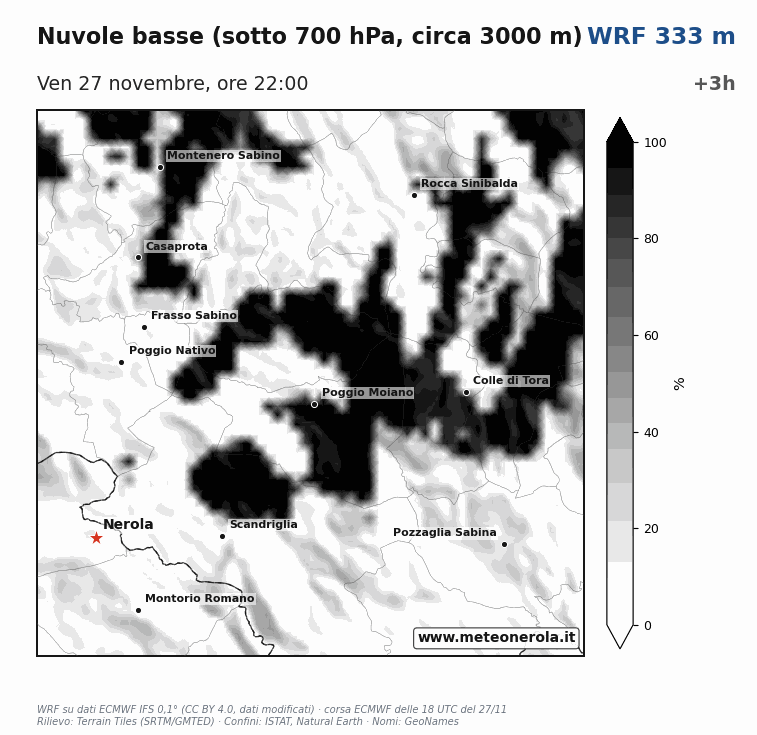 Nuvole basse (sotto 700 hPa, circa 3000 m) WRF 333 m
Ven 27 novembre, ore 22:00 +3h
Montenero Sabino
Rocca Sinibalda
Casaprota
Frasso Sabino
Poggio Nativo
Colle di Tora
Poggio Moiano
Nerola
Scandriglia
Pozzaglia Sabina
Montorio Romano
www.meteonerola.it
100
80
60
40
20
0
%
WRF su dati ECMWF IFS 0,1° (CC BY 4.0, dati modificati) · corsa ECMWF delle 18 UTC del 27/11
Rilievo: Terrain Tiles (SRTM/GMTED) · Confini: ISTAT, Natural Earth · Nomi: GeoNames